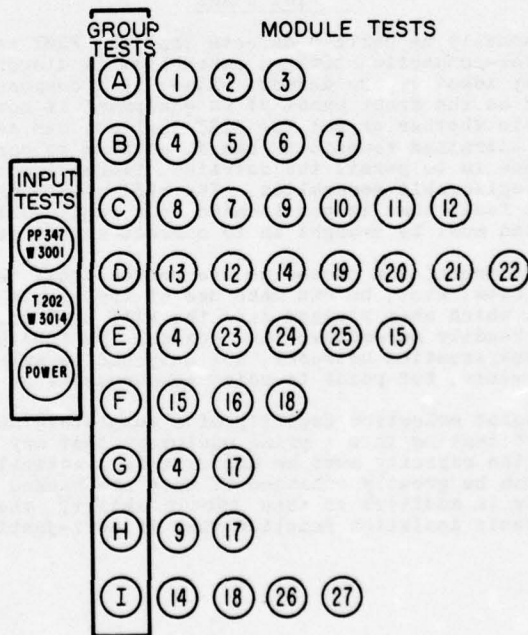 GROUP TESTS MODULE TESTS
A 1 2 3
B 4 5 6 7
INPUT TESTS
PP 347 W 3001
C 8 7 9 10 11 12
T 202 W 3014
D 13 12 14 19 20 21 22
E 4 23 24 25 15
POWER
F 15 16 18
G 4 17
H 9 17
I 14 18 26 27